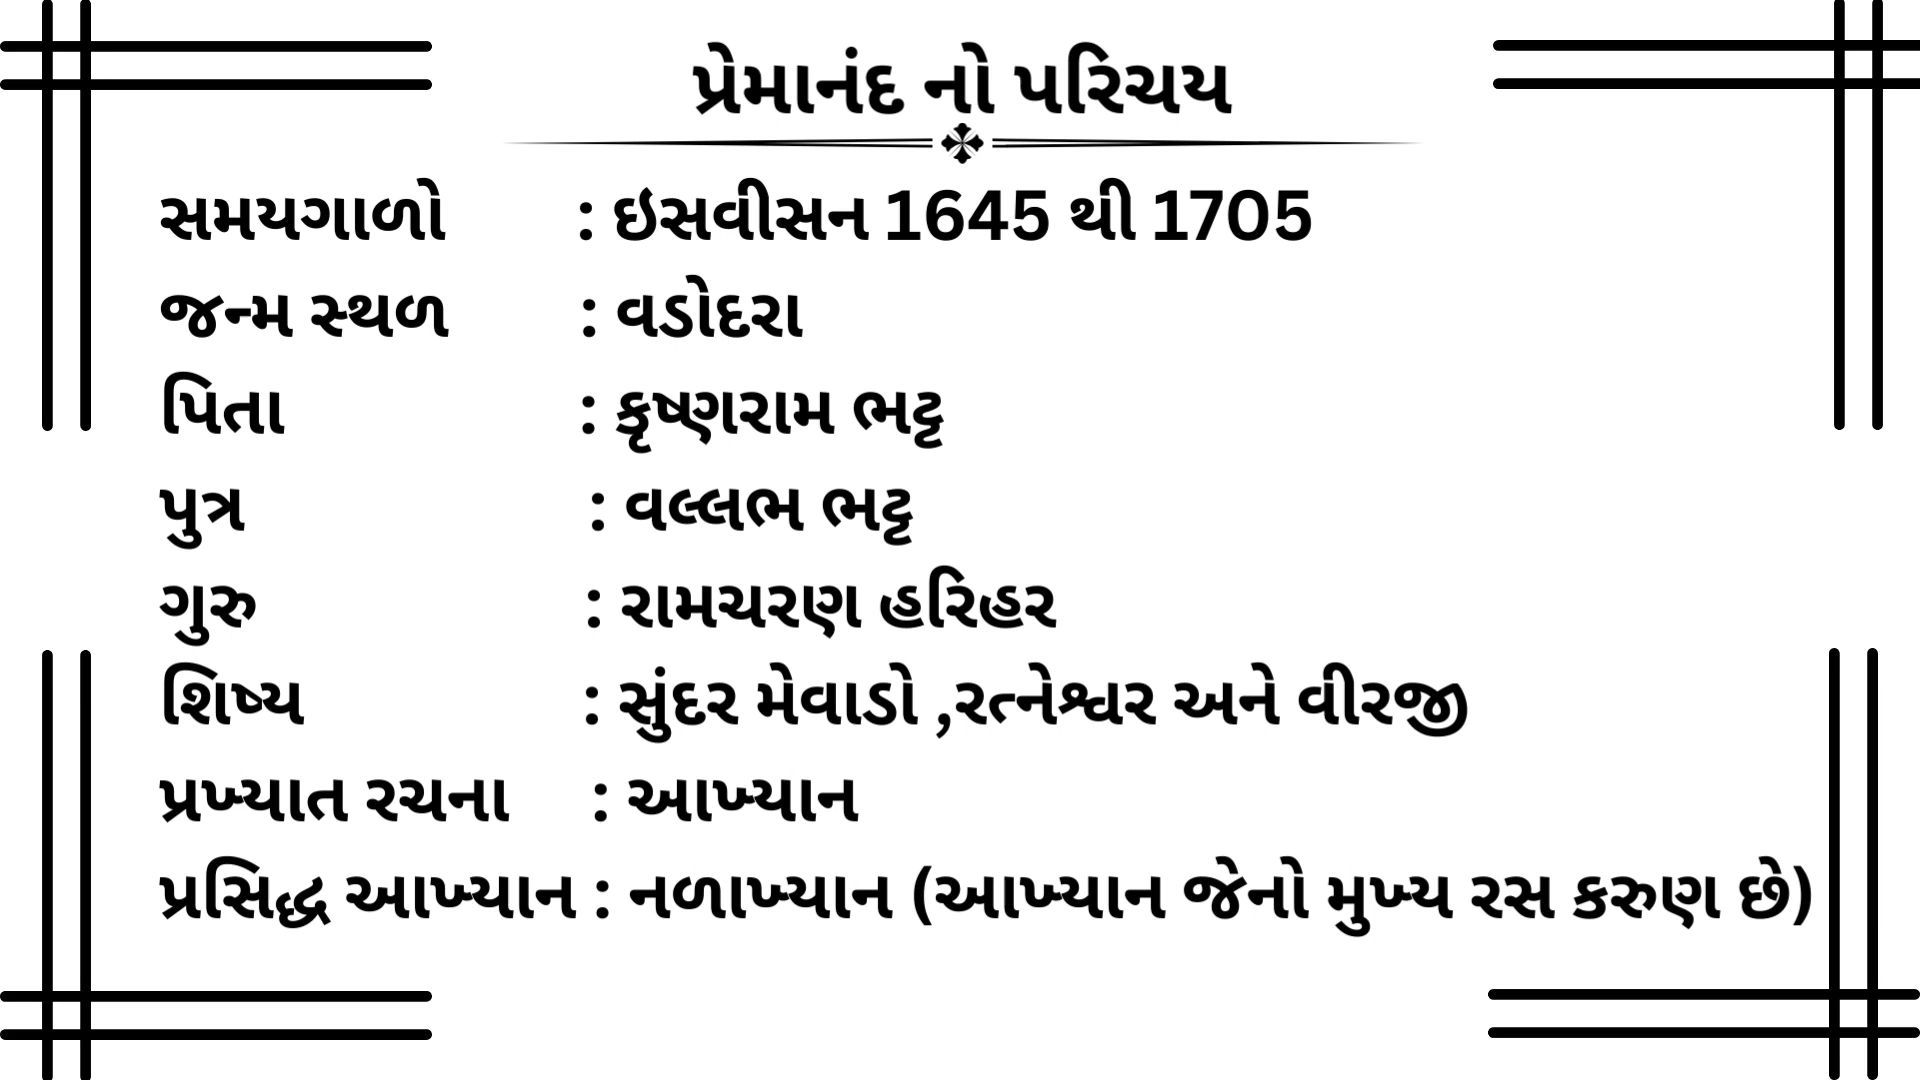 પ્રેમાનંદ નો પરિચય
સમયગાળો : ઇસવીસન 1645 થી 1705
જન્મ સ્થળ : વડોદરા
પિતા : કૃષ્ણરામ ભટ્ટ
પુત્ર : વલ્લભ ભટ્ટ
ગુરુ : રામચરણ હરિહર
શિષ્ય : સુંદર મેવાડો ,રત્નેશ્વર અને વીરજી
પ્રખ્યાત રચના : આખ્યાન
પ્રસિદ્ધ આખ્યાન : નળાખ્યાન (આખ્યાન જેનો મુખ્ય રસ કરુણ છે)